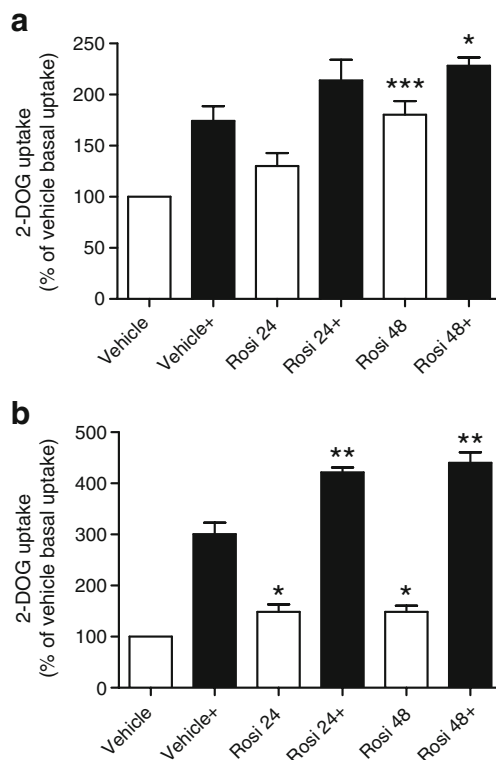 a
2-DOG uptake
(% of vehicle basal uptake)
250
200
150
100
50
0
***
*
Vehicle
Vehicle+
Rosi 24
Rosi 24+
Rosi 48
Rosi 48+
b
2-DOG uptake
(% of vehicle basal uptake)
500
400
300
200
100
0
*
**
*
**
Vehicle
Vehicle+
Rosi 24
Rosi 24+
Rosi 48
Rosi 48+